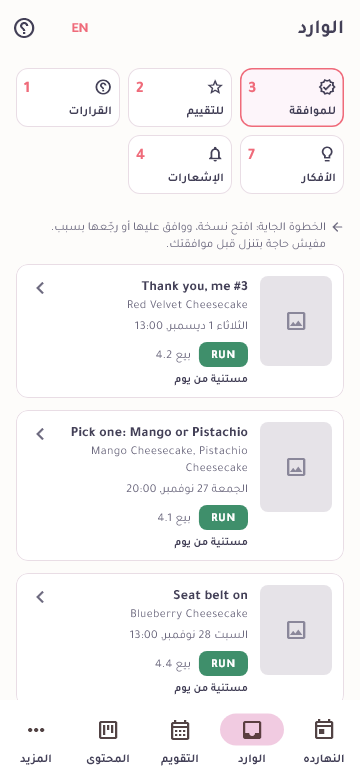 الوارد
EN
3
للموافقة
2
للتقييم
1
القرارات
7
الأفكار
4
الإشعارات
الخطوة الجاية: افتح نسخة، ووافق عليها أو رجّعها بسبب.
مفيش حاجة بتنزل قبل موافقتك.
Thank you, me #3
Red Velvet Cheesecake
الثلاثاء 1 ديسمبر، 13:00
RUN بيع 4.2
مستنية من يوم
Pick one: Mango or Pistachio
Mango Cheesecake, Pistachio
Cheesecake
الجمعة 27 نوفمبر، 20:00
RUN بيع 4.1
مستنية من يوم
Seat belt on
Blueberry Cheesecake
السبت 28 نوفمبر، 13:00
RUN بيع 4.4
مستنية من يوم
النهارده
الوارد
التقويم
المحتوى
المزيد